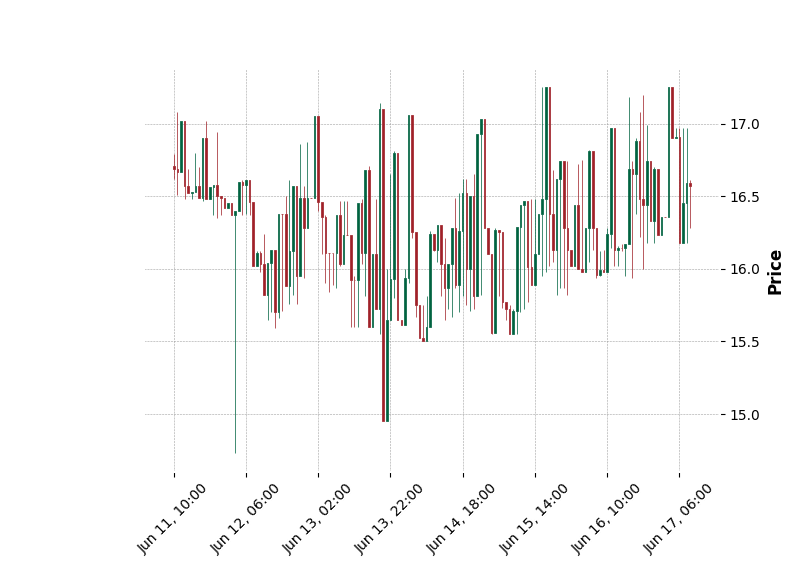 17.0
16.5
16.0
15.5
15.0
Price
Jun 11, 10:00
Jun 12, 06:00
Jun 13, 02:00
Jun 13, 22:00
Jun 14, 18:00
Jun 15, 14:00
Jun 16, 10:00
Jun 17, 06:00